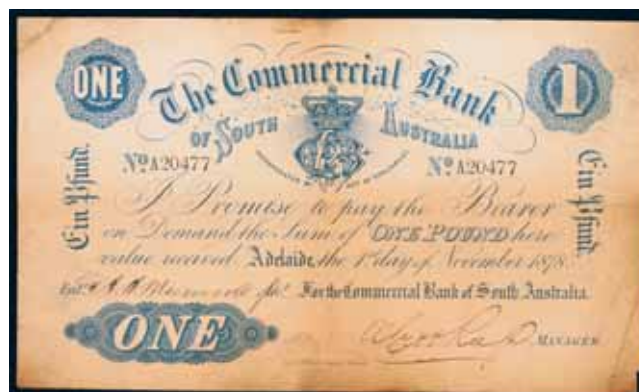 ONE
1
The Commercial Bank
OF SOUTH AUSTRALIA
No A20477
No A20477
Ein Pfund.
Ein Pfund.
I Promise to pay the Bearer
on Demand the Sum of ONE POUND here
value received. Adelaide, the 1st day of November 1878
Entd.
For the Commercial Bank of South Australia.
ONE
MANAGER